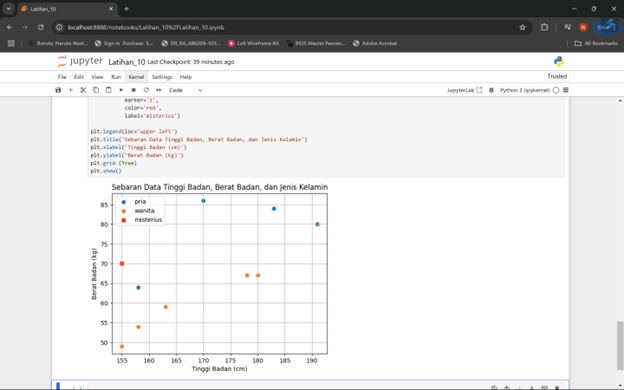 Latihan_10
localhost:8888/notebooks/Latihan_10%2FLatihan_10.ipynb
Boruto: Naruto Next...
Sign In Purchase S...
EN_BA_AB620A-S05...
Lofi Wireframe Kit
BIOS Master Passwo...
Adobe Acrobat
All Bookmarks
jupyter Latihan_10 Last Checkpoint: 39 minutes ago
File Edit View Run Kernel Settings Help
Trusted
Code
JupyterLab
Python 3 (ipykernel)
marker='s',
color='red',
label='misterius')
plt.legend(loc='upper left')
plt.title('Sebaran Data Tinggi Badan, Berat Badan, dan Jenis Kelamin')
plt.xlabel('Tinggi Badan (cm)')
plt.ylabel('Berat Badan (kg)')
plt.grid (True)
plt.show()
Sebaran Data Tinggi Badan, Berat Badan, dan Jenis Kelamin
pria
wanita
misterius
85
80
75
70
65
60
55
50
Berat Badan (kg)
155 160 165 170 175 180 185 190
Tinggi Badan (cm)